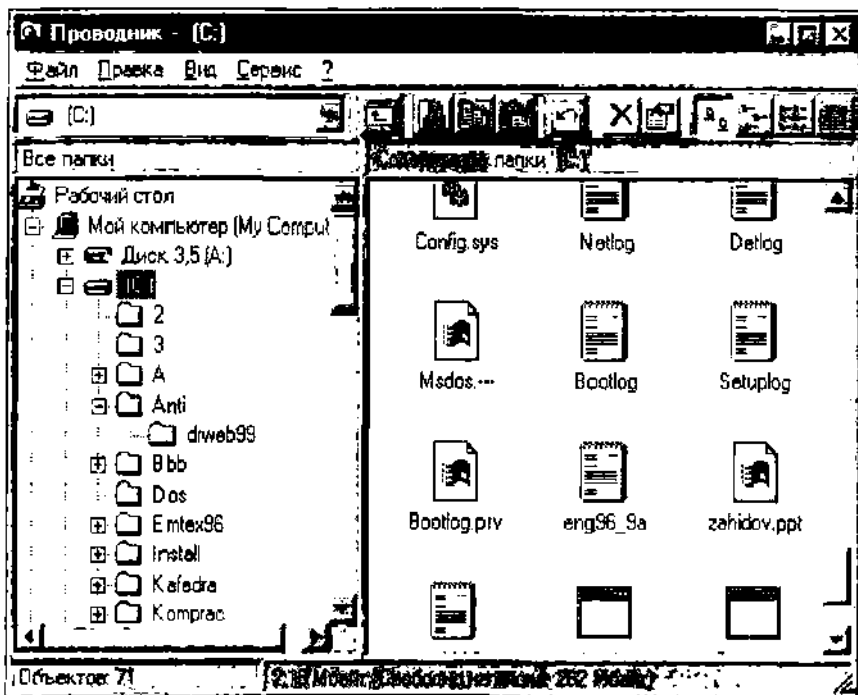 Проводник - (C:)
Файл Правка Вид Сервис ?
(C:)
Все папки
папки
Рабочий стол
Мой компьютер (My Comput
Диск 3,5 (A:)
2
3
A
Anti
drweb99
Bbb
Dos
Emtex96
Install
Kafedra
Komprac
Config.sys Netlog Detlog
Msdos.--- Bootlog Setuplog
Bootlog.prv eng96_9a zahidov.ppt
Объектов: 71